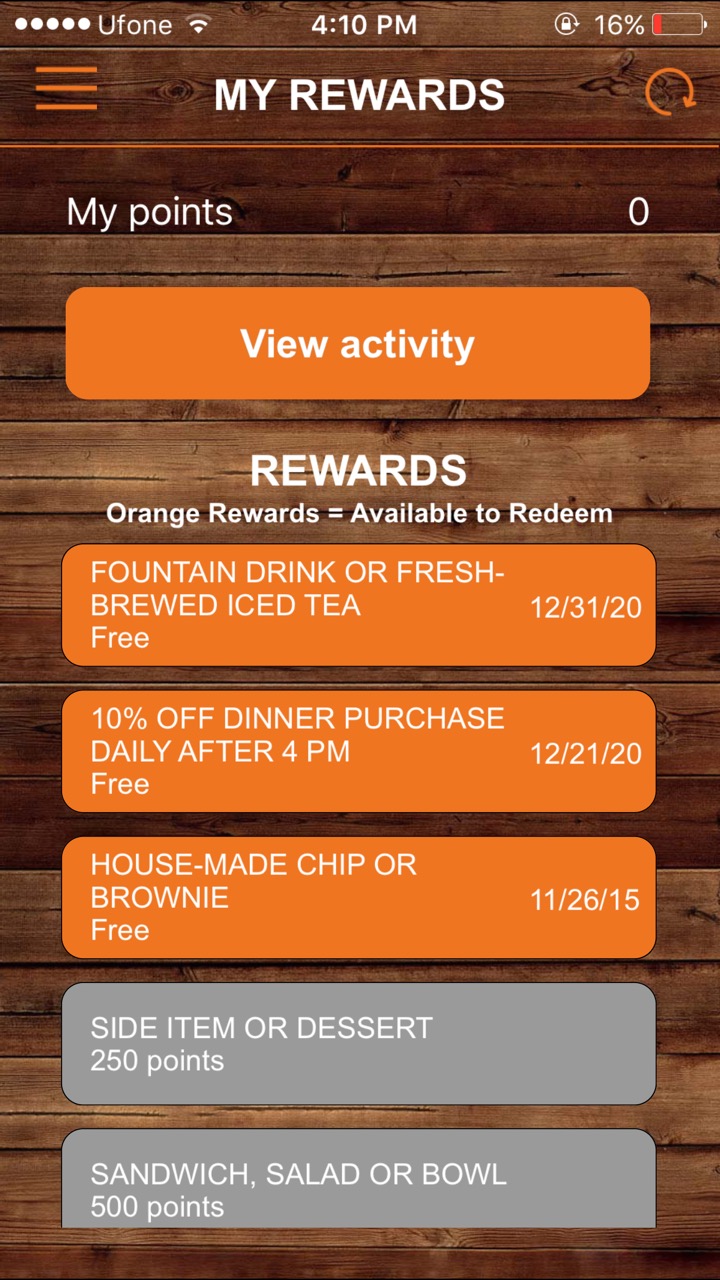 Ufone 4:10 PM 16%
MY REWARDS
My points 0
View activity
REWARDS
Orange Rewards = Available to Redeem
FOUNTAIN DRINK OR FRESH-
BREWED ICED TEA 12/31/20
Free
10% OFF DINNER PURCHASE
DAILY AFTER 4 PM 12/21/20
Free
HOUSE-MADE CHIP OR
BROWNIE 11/26/15
Free
SIDE ITEM OR DESSERT
250 points
SANDWICH, SALAD OR BOWL
500 points